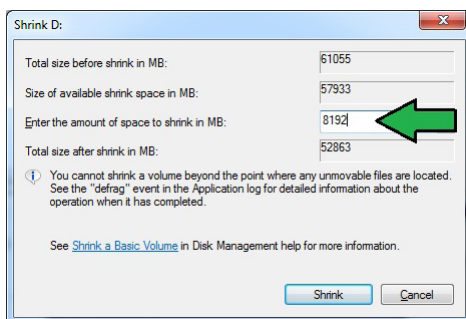 Shrink D:
Total size before shrink in MB: 61055
Size of available shrink space in MB: 57933
Enter the amount of space to shrink in MB: 8192
Total size after shrink in MB: 52863
You cannot shrink a volume beyond the point where any unmovable files are located.
See the "defrag" event in the Application log for detailed information about the
operation when it has completed.
See Shrink a Basic Volume in Disk Management help for more information.
Shrink Cancel